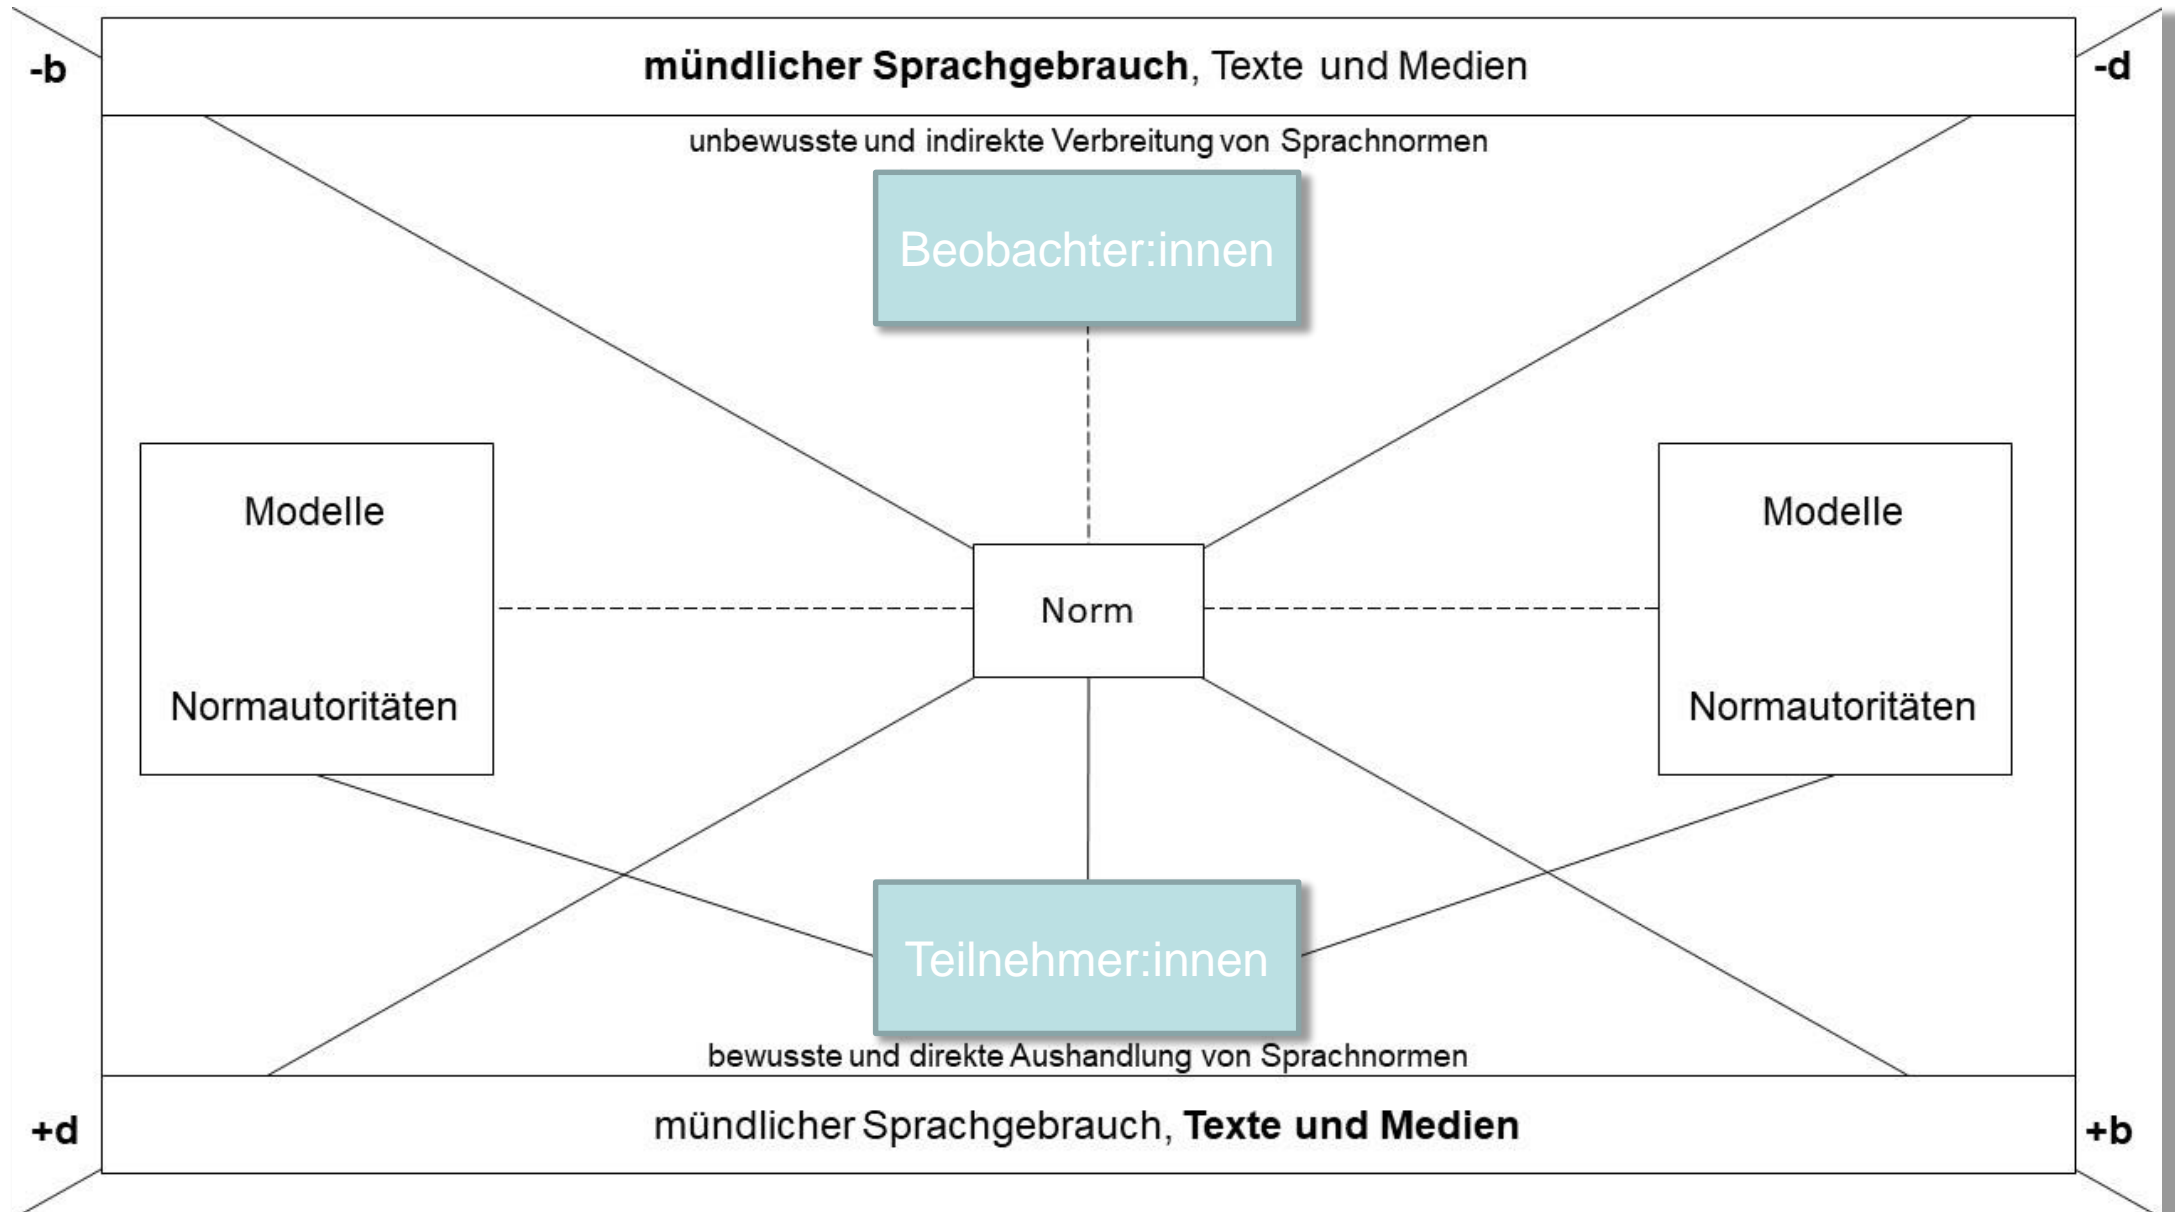 mündlicher Sprachgebrauch, Texte und Medien
-b
-d
unbewusste und indirekte Verbreitung von Sprachnormen
Beobachter:innen
Modelle
Modelle
Norm
Normautoritäten
Normautoritäten
Teilnehmer:innen
bewusste und direkte Aushandlung von Sprachnormen
+d
mündlicher Sprachgebrauch, Texte und Medien
+b